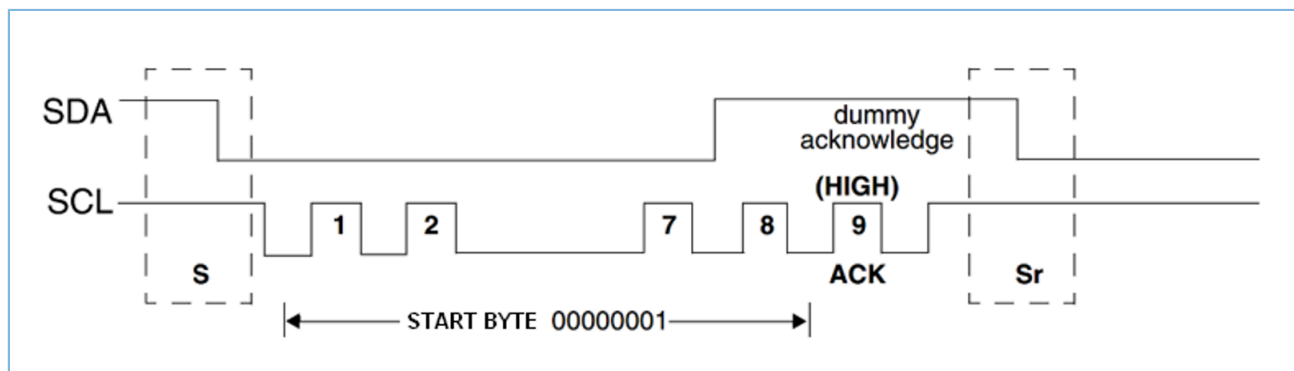 SDA
dummy
acknowledge
(HIGH)
SCL
1 2 7 8 9
S ACK Sr
START BYTE 00000001